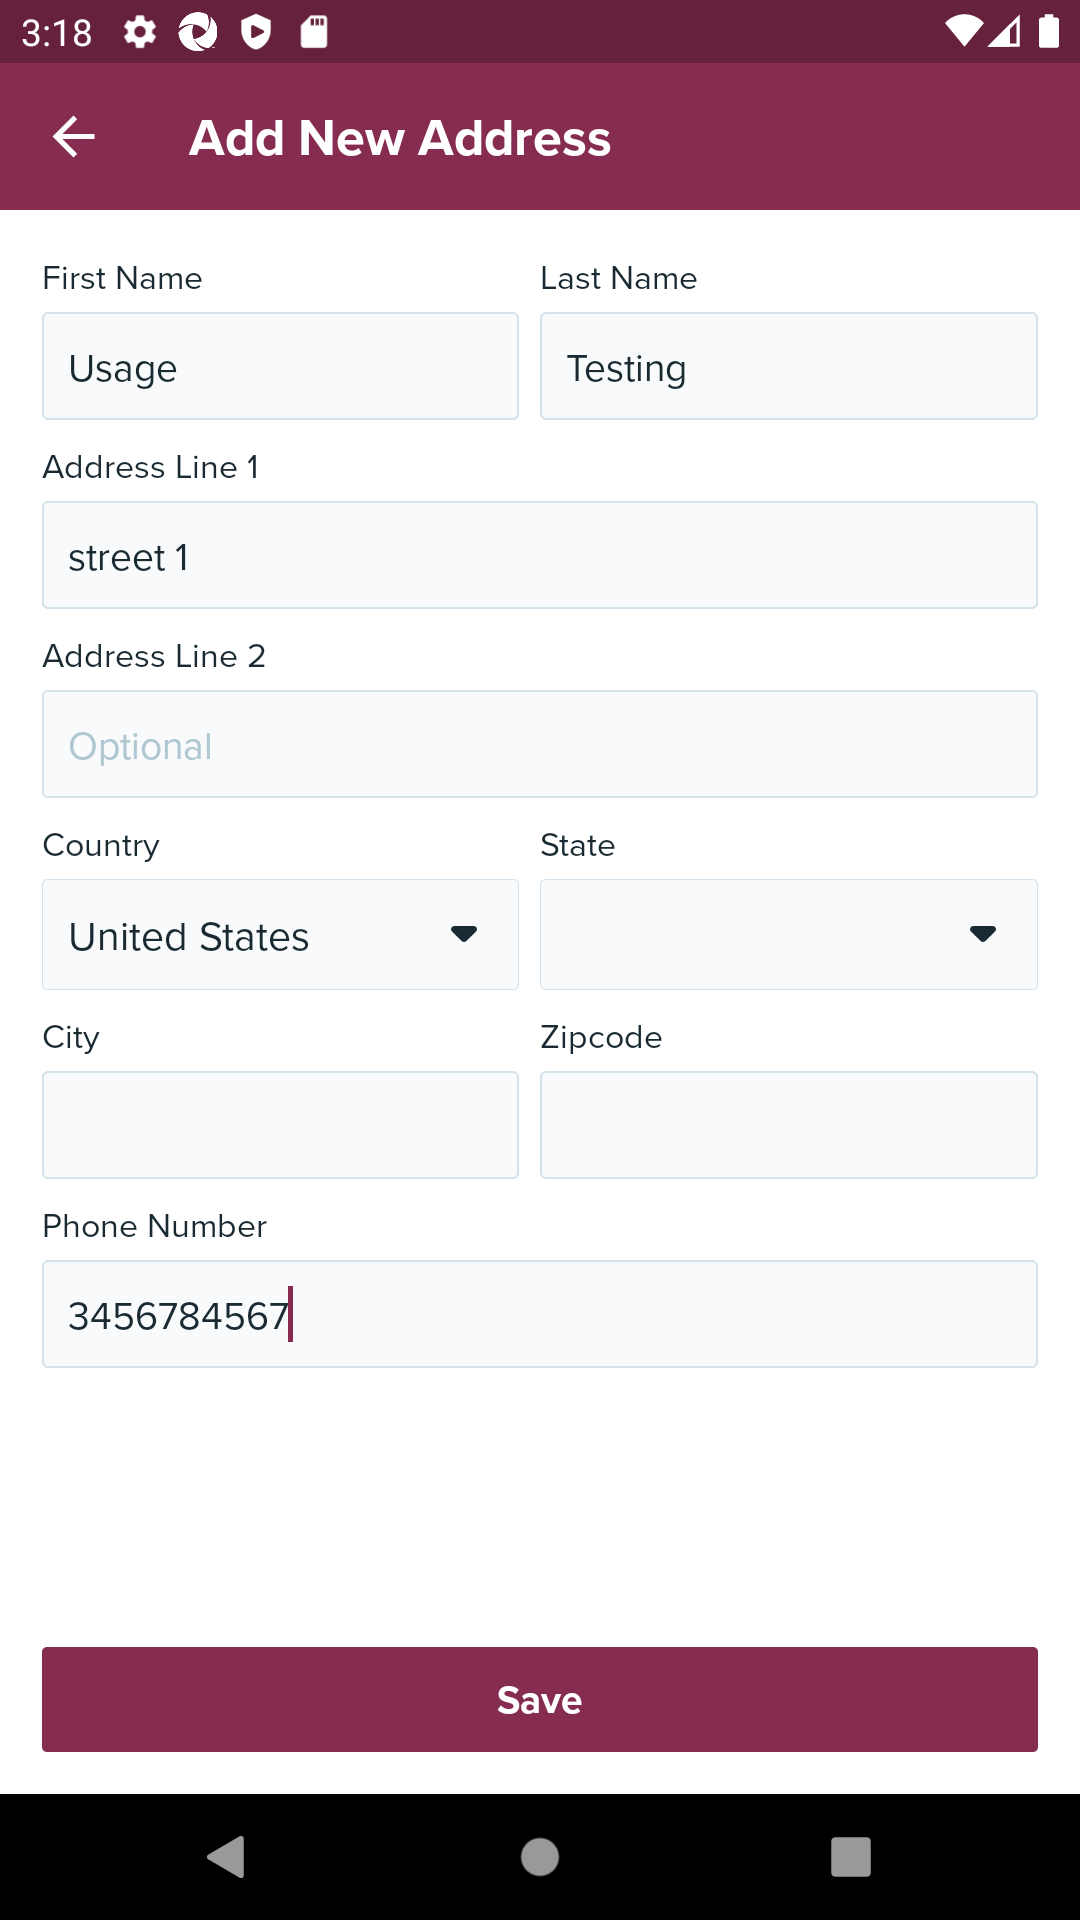 3:18
Add New Address
First Name
Last Name
Usage
Testing
Address Line 1
street 1
Address Line 2
Optional
Country
State
United States
City
Zipcode
Phone Number
3456784567
Save